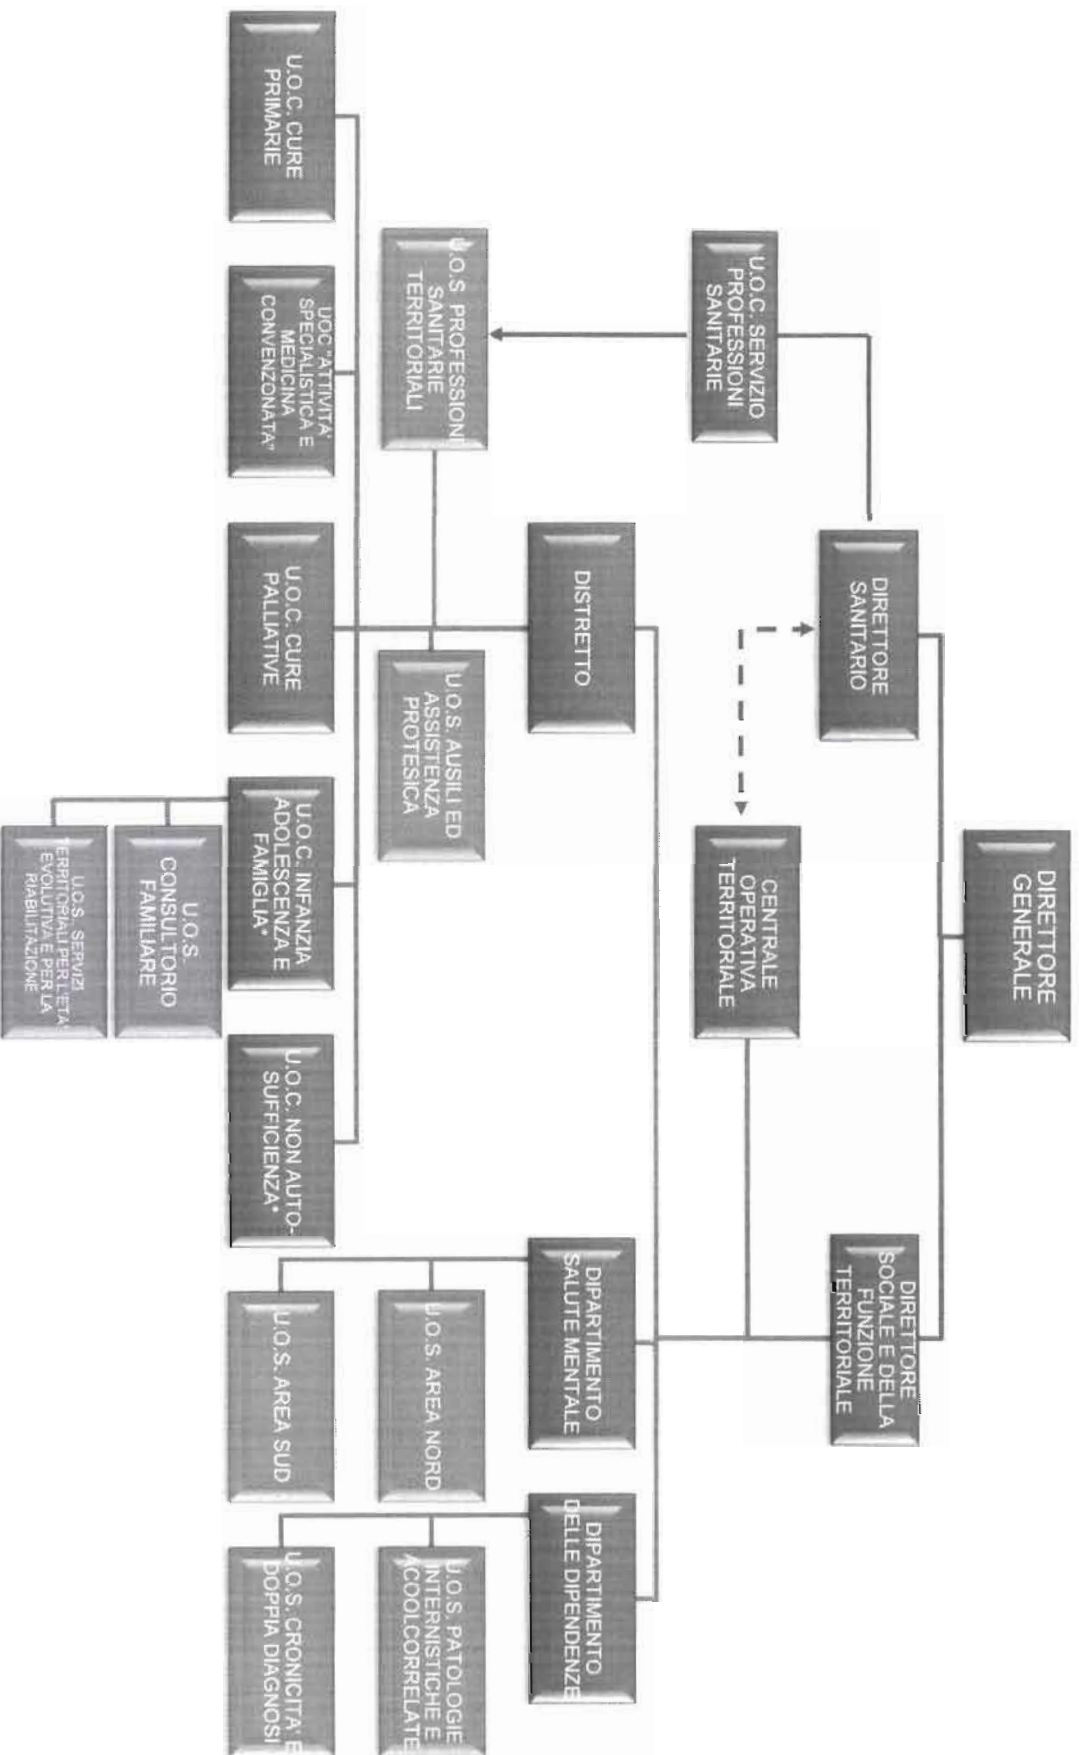 DIRETTORE
GENERALE
DIRETTORE
SANITARIO
DIRETTORE
SOCIALE E DELLA
FUNZIONE
TERRITORIALE
U.O.C. SERVIZIO
PROFESSIONI
SANITARIE
CENTRALE
OPERATIVA
TERRITORIALE
DISTRETTO
DIPARTIMENTO
SALUTE MENTALE
DIPARTIMENTO
DELLE DIPENDENZE
U.O.S. PROFESSIONI
SANITARIE
TERRITORIALI
U.O.S. AUSILI ED
ASSISTENZA
PROTESICA
U.O.S. AREA NORD
U.O.S. PATOLOGIE
INTERNISTICHE E
ACOOLCORRELATE
U.O.C. CURE
PRIMARIE
UOC "ATTIVITA'
SPECIALISTICA E
MEDICINA
CONVENZONATA"
U.O.C. CURE
PALLIATIVE
U.O.C. INFANZIA
ADOLESCENZA E
FAMIGLIA*
U.O.C. NON AUTO-
SUFFICIENZA*
U.O.S. AREA SUD
U.O.S. CRONICITA' E
DOPPIA DIAGNOSI
U.O.S.
CONSULTORIO
FAMILIARE
U.O.S. SERVIZI
TERRITORIALI PER L'ETA'
EVOLUTIVA E PER LA
RIABILITAZIONE